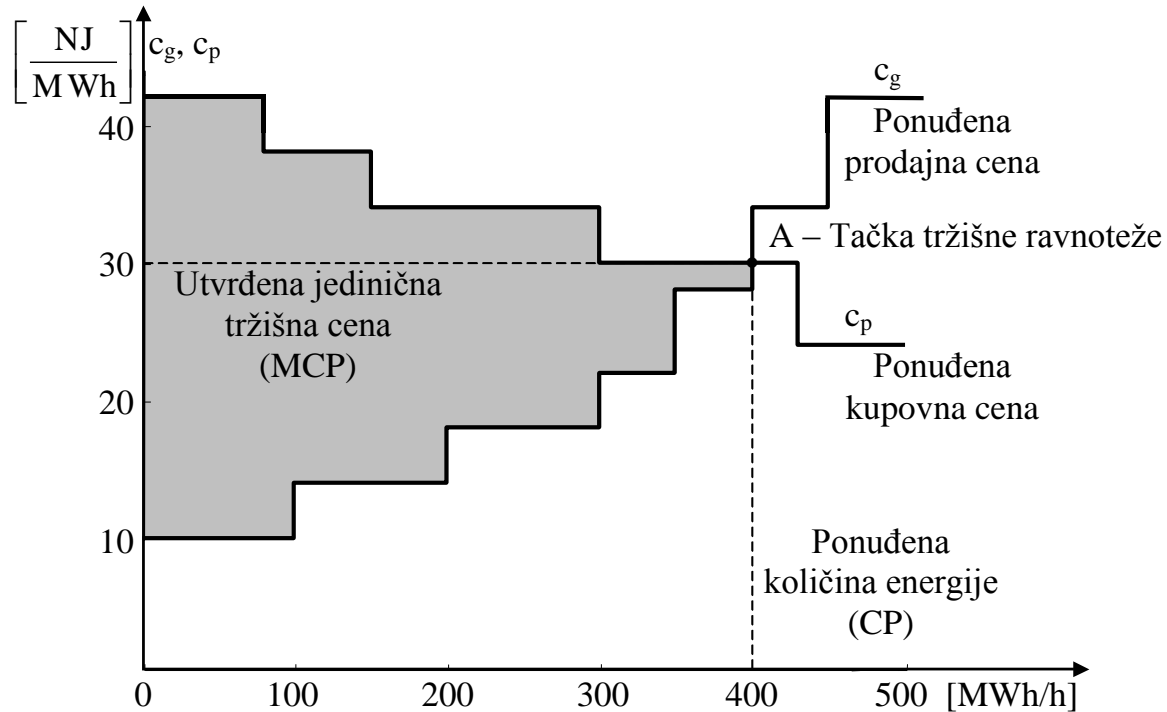 [NJ/MWh]
c_g, c_p
40
30
20
10
c_g
Ponuđena
prodajna cena
A – Tačka tržišne ravnoteže
Utvrđena jedinična
tržišna cena
(MCP)
c_p
Ponuđena
kupovna cena
Ponuđena
količina energije
(CP)
0 100 200 300 400 500 [MWh/h]